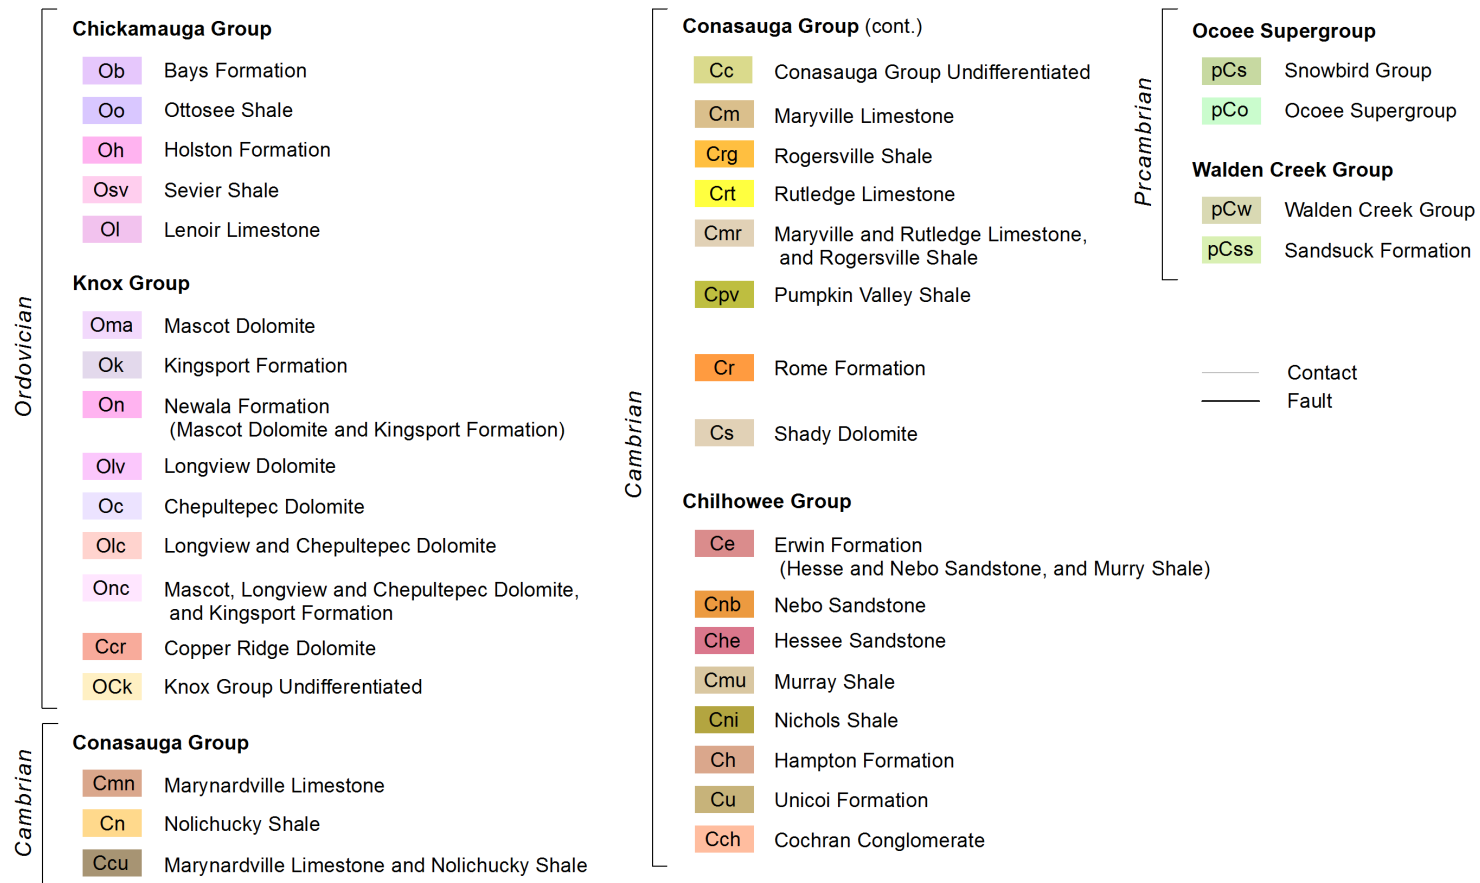 Ordovician
Chickamauga Group
Ob Bays Formation
Oo Ottosee Shale
Oh Holston Formation
Osv Sevier Shale
Ol Lenoir Limestone
Knox Group
Oma Mascot Dolomite
Ok Kingsport Formation
On Newala Formation
(Mascot Dolomite and Kingsport Formation)
Olv Longview Dolomite
Oc Chepultepec Dolomite
Olc Longview and Chepultepec Dolomite
Onc Mascot, Longview and Chepultepec Dolomite,
and Kingsport Formation
Ccr Copper Ridge Dolomite
OCk Knox Group Undifferentiated
Cambrian
Conasauga Group
Cmn Marynardville Limestone
Cn Nolichucky Shale
Ccu Marynardville Limestone and Nolichucky Shale
Cambrian
Conasauga Group (cont.)
Cc Conasauga Group Undifferentiated
Cm Maryville Limestone
Crg Rogersville Shale
Crt Rutledge Limestone
Cmr Maryville and Rutledge Limestone,
and Rogersville Shale
Cpv Pumpkin Valley Shale
Cr Rome Formation
Cs Shady Dolomite
Chilhowee Group
Ce Erwin Formation
(Hesse and Nebo Sandstone, and Murry Shale)
Cnb Nebo Sandstone
Che Hessee Sandstone
Cmu Murray Shale
Cni Nichols Shale
Ch Hampton Formation
Cu Unicoi Formation
Cch Cochran Conglomerate
Prcambrian
Ocoee Supergroup
pCs Snowbird Group
pCo Ocoee Supergroup
Walden Creek Group
pCw Walden Creek Group
pCss Sandsuck Formation
Contact
Fault